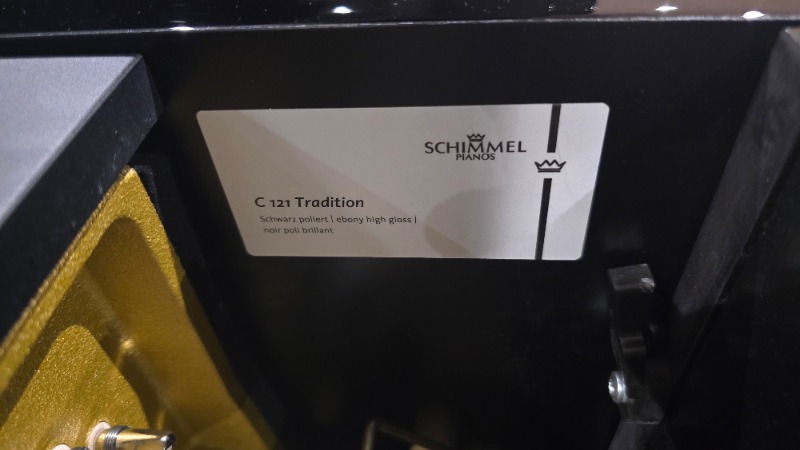 SCHIMMEL
PIANOS
C 121 Tradition
Schwarz poliert | ebony high gloss |
noir poli brillant